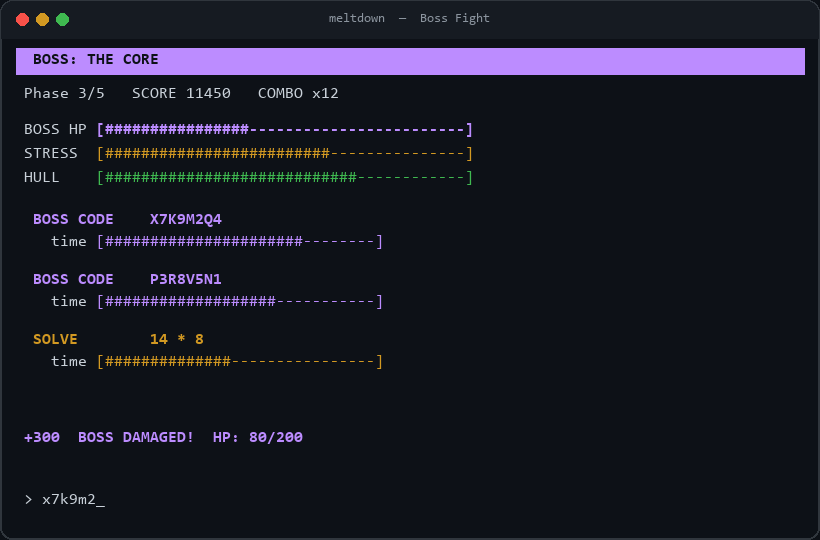 meltdown — Boss Fight
BOSS: THE CORE
Phase 3/5   SCORE 11450   COMBO x12
BOSS HP [################------------------------]
STRESS  [#########################---------------]
HULL    [############################------------]
BOSS CODE    X7K9M2Q4
time [######################--------]
BOSS CODE    P3R8V5N1
time [###################-----------]
SOLVE        14 * 8
time [##############----------------]
+300  BOSS DAMAGED!  HP: 80/200
> x7k9m2_